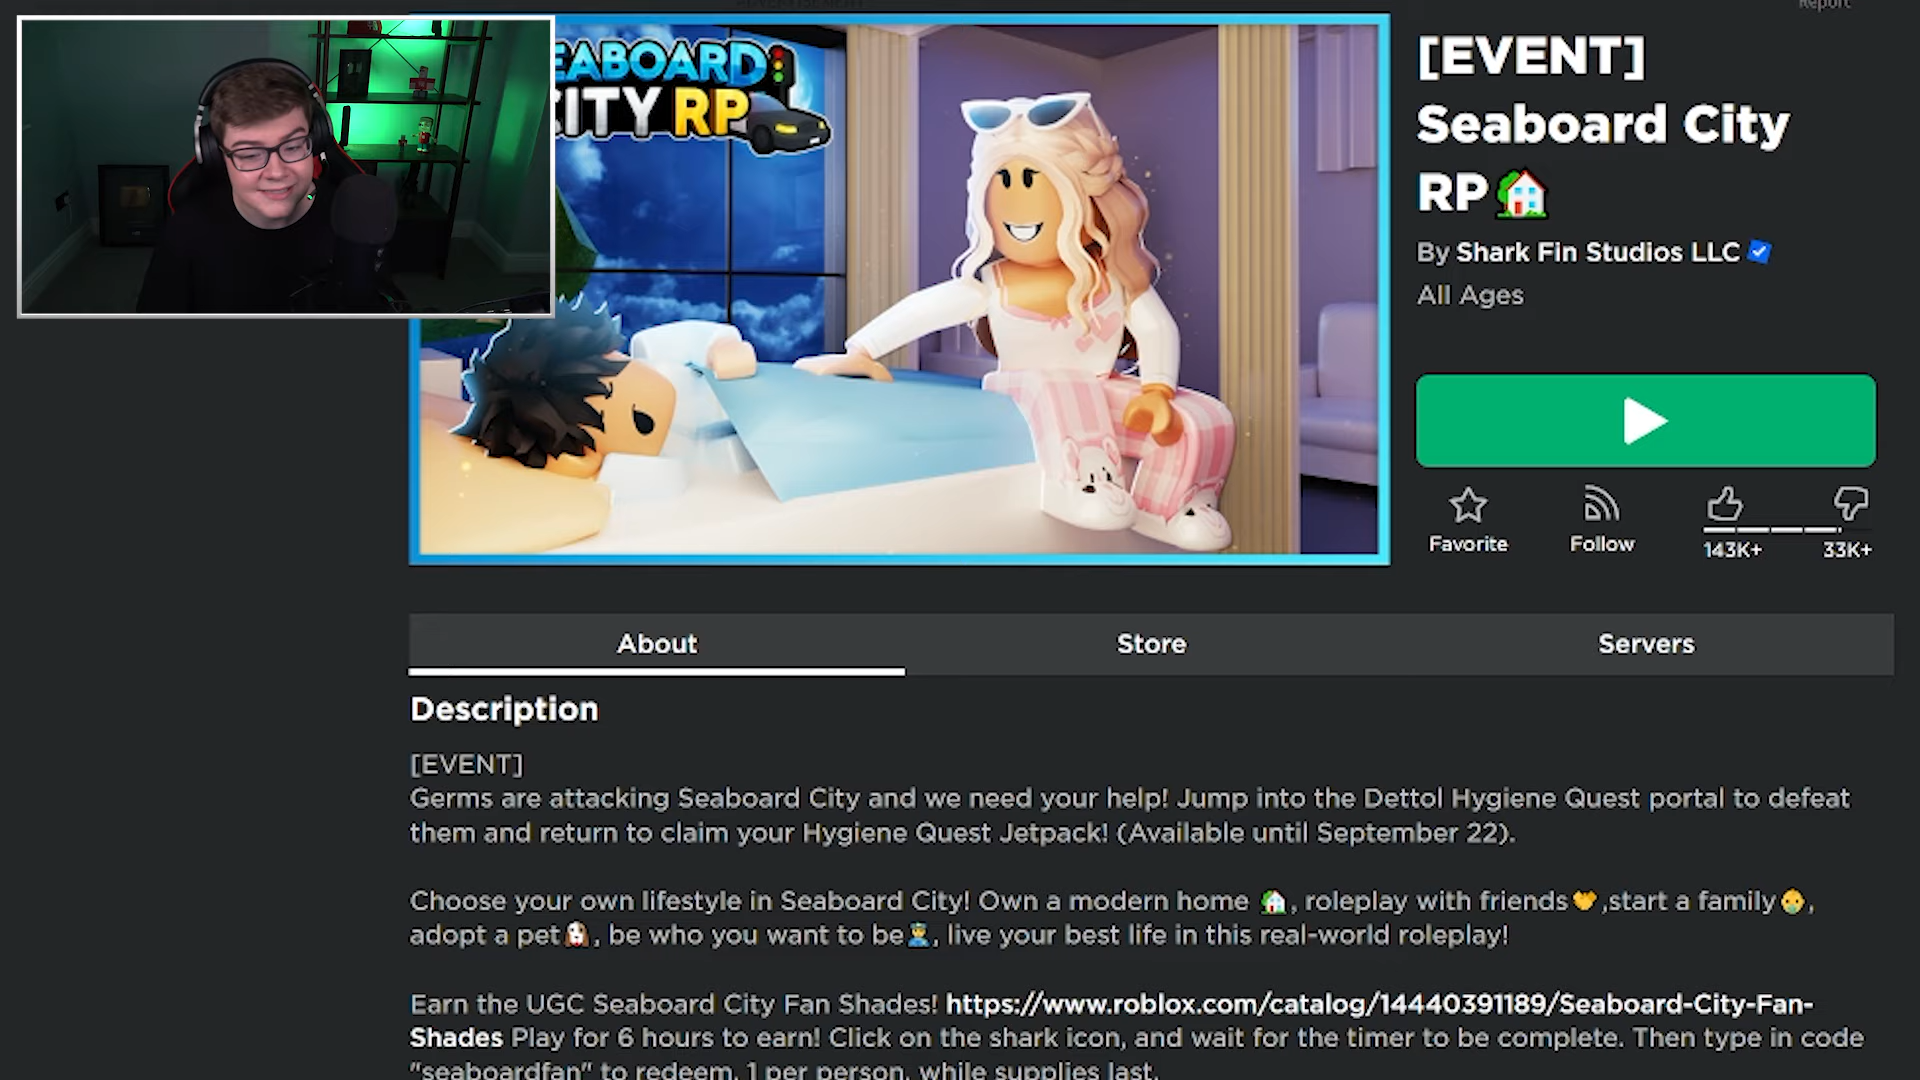 Report
EABOARD
CITY RP
[EVENT]
Seaboard City
RP
By Shark Fin Studios LLC
All Ages
Favorite
Follow
143K+
33K+
About
Store
Servers
Description
[EVENT]
Germs are attacking Seaboard City and we need your help! Jump into the Dettol Hygiene Quest portal to defeat
them and return to claim your Hygiene Quest Jetpack! (Available until September 22).
Choose your own lifestyle in Seaboard City! Own a modern home 🏡, roleplay with friends🤝,start a family👶,
adopt a pet🐶, be who you want to be👮, live your best life in this real-world roleplay!
Earn the UGC Seaboard City Fan Shades! https://www.roblox.com/catalog/14440391189/Seaboard-City-Fan-
Shades Play for 6 hours to earn! Click on the shark icon, and wait for the timer to be complete. Then type in code
"seaboardfan" to redeem. 1 per person, while supplies last.